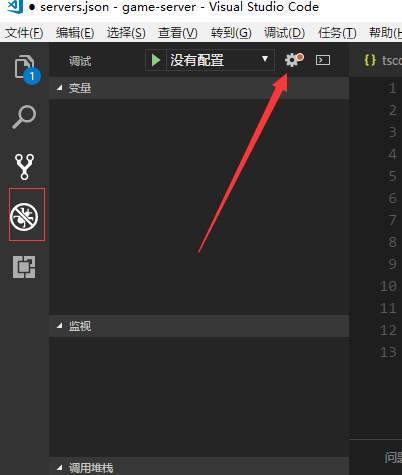 ● servers.json - game-server - Visual Studio Code
文件(F) 编辑(E) 选择(S) 查看(V) 转到(G) 调试(D) 任务(T) 帮助(H
1
调试 没有配置
{} tsco
变量
1
2
3
4
5
6
7
8
9
10
11
12
13
监视
问题
调用堆栈